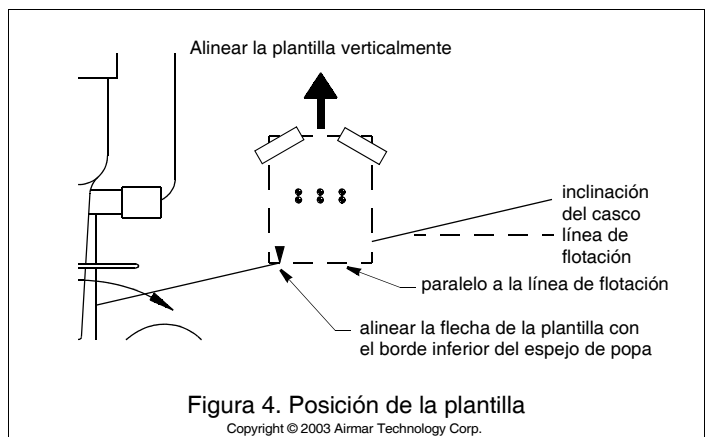 Alinear la plantilla verticalmente
inclinación
del casco
línea de
flotación
paralelo a la línea de flotación
alinear la flecha de la plantilla con
el borde inferior del espejo de popa
Figura 4. Posición de la plantilla
Copyright © 2003 Airmar Technology Corp.